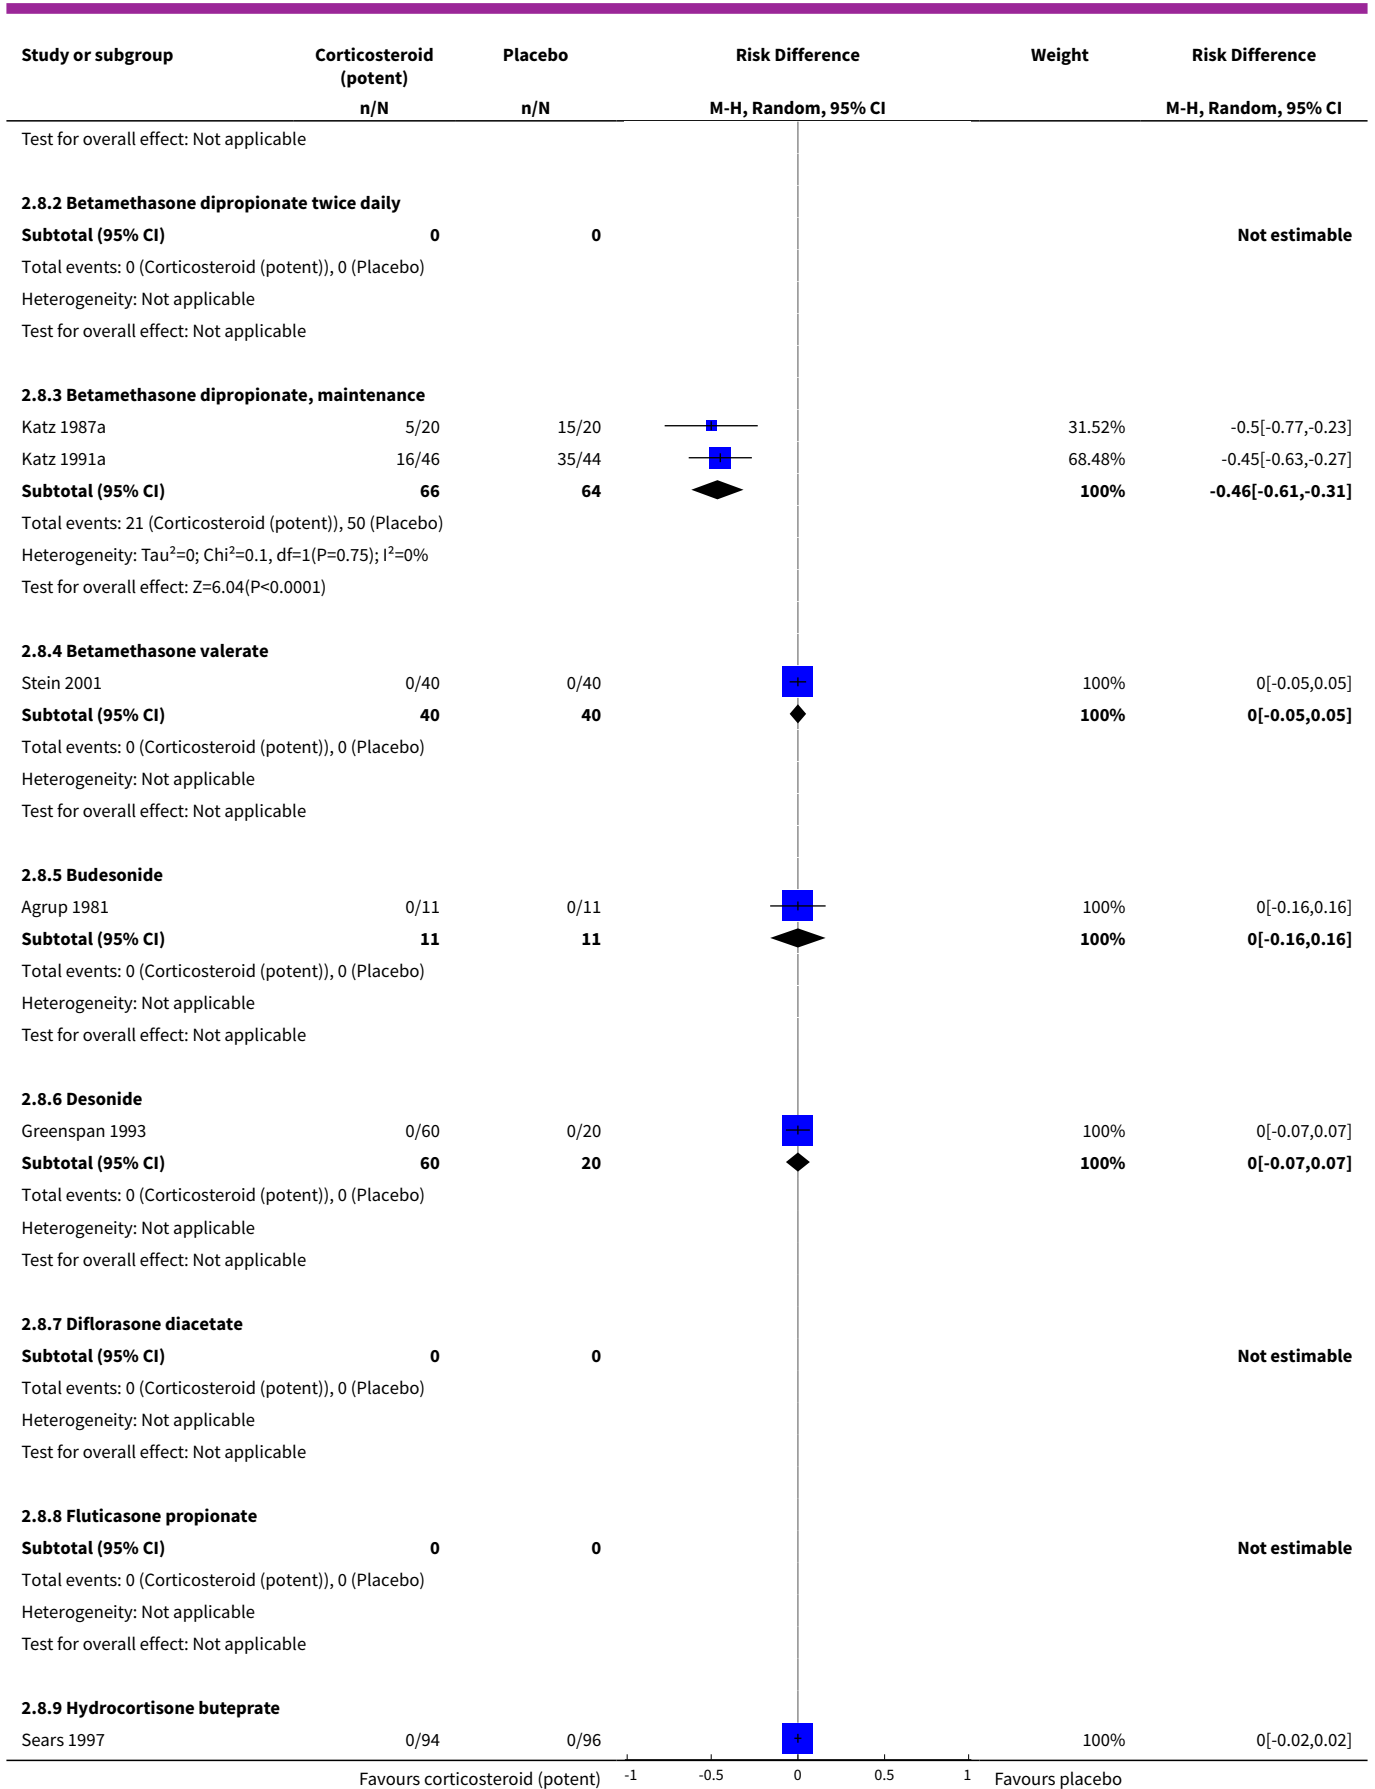 Study or subgroup Corticosteroid (potent) Placebo Risk Difference Weight Risk Difference
n/N n/N M-H, Random, 95% CI M-H, Random, 95% CI
Test for overall effect: Not applicable
2.8.2 Betamethasone dipropionate twice daily
Subtotal (95% CI) 0 0 Not estimable
Total events: 0 (Corticosteroid (potent)), 0 (Placebo)
Heterogeneity: Not applicable
Test for overall effect: Not applicable
2.8.3 Betamethasone dipropionate, maintenance
Katz 1987a 5/20 15/20 31.52% -0.5[-0.77,-0.23]
Katz 1991a 16/46 35/44 68.48% -0.45[-0.63,-0.27]
Subtotal (95% CI) 66 64 100% -0.46[-0.61,-0.31]
Total events: 21 (Corticosteroid (potent)), 50 (Placebo)
Heterogeneity: Tau²=0; Chi²=0.1, df=1(P=0.75); I²=0%
Test for overall effect: Z=6.04(P<0.0001)
2.8.4 Betamethasone valerate
Stein 2001 0/40 0/40 100% 0[-0.05,0.05]
Subtotal (95% CI) 40 40 100% 0[-0.05,0.05]
Total events: 0 (Corticosteroid (potent)), 0 (Placebo)
Heterogeneity: Not applicable
Test for overall effect: Not applicable
2.8.5 Budesonide
Agrup 1981 0/11 0/11 100% 0[-0.16,0.16]
Subtotal (95% CI) 11 11 100% 0[-0.16,0.16]
Total events: 0 (Corticosteroid (potent)), 0 (Placebo)
Heterogeneity: Not applicable
Test for overall effect: Not applicable
2.8.6 Desonide
Greenspan 1993 0/60 0/20 100% 0[-0.07,0.07]
Subtotal (95% CI) 60 20 100% 0[-0.07,0.07]
Total events: 0 (Corticosteroid (potent)), 0 (Placebo)
Heterogeneity: Not applicable
Test for overall effect: Not applicable
2.8.7 Diflorasone diacetate
Subtotal (95% CI) 0 0 Not estimable
Total events: 0 (Corticosteroid (potent)), 0 (Placebo)
Heterogeneity: Not applicable
Test for overall effect: Not applicable
2.8.8 Fluticasone propionate
Subtotal (95% CI) 0 0 Not estimable
Total events: 0 (Corticosteroid (potent)), 0 (Placebo)
Heterogeneity: Not applicable
Test for overall effect: Not applicable
2.8.9 Hydrocortisone buteprate
Sears 1997 0/94 0/96 100% 0[-0.02,0.02]
Favours corticosteroid (potent) -1 -0.5 0 0.5 1 Favours placebo